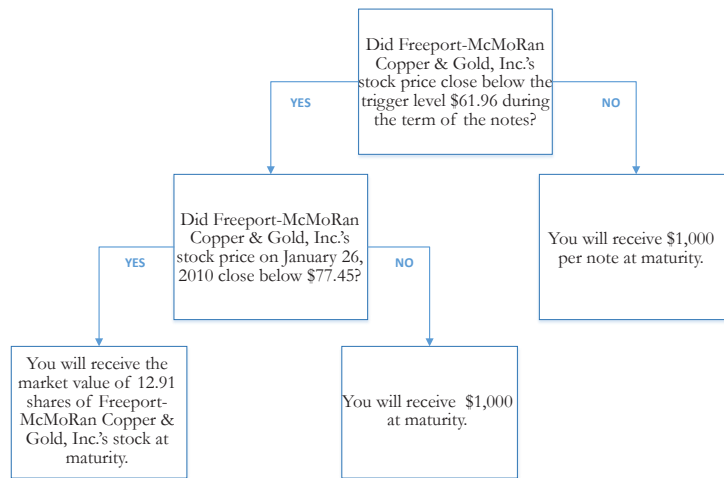 Did Freeport-McMoRan
Copper & Gold, Inc.'s
stock price close below the
trigger level $61.96 during
the term of the notes?
YES
NO
Did Freeport-McMoRan
Copper & Gold, Inc.'s
stock price on January 26,
2010 close below $77.45?
You will receive $1,000
per note at maturity.
YES
NO
You will receive the
market value of 12.91
shares of Freeport-
McMoRan Copper &
Gold, Inc.'s stock at
maturity.
You will receive $1,000
at maturity.